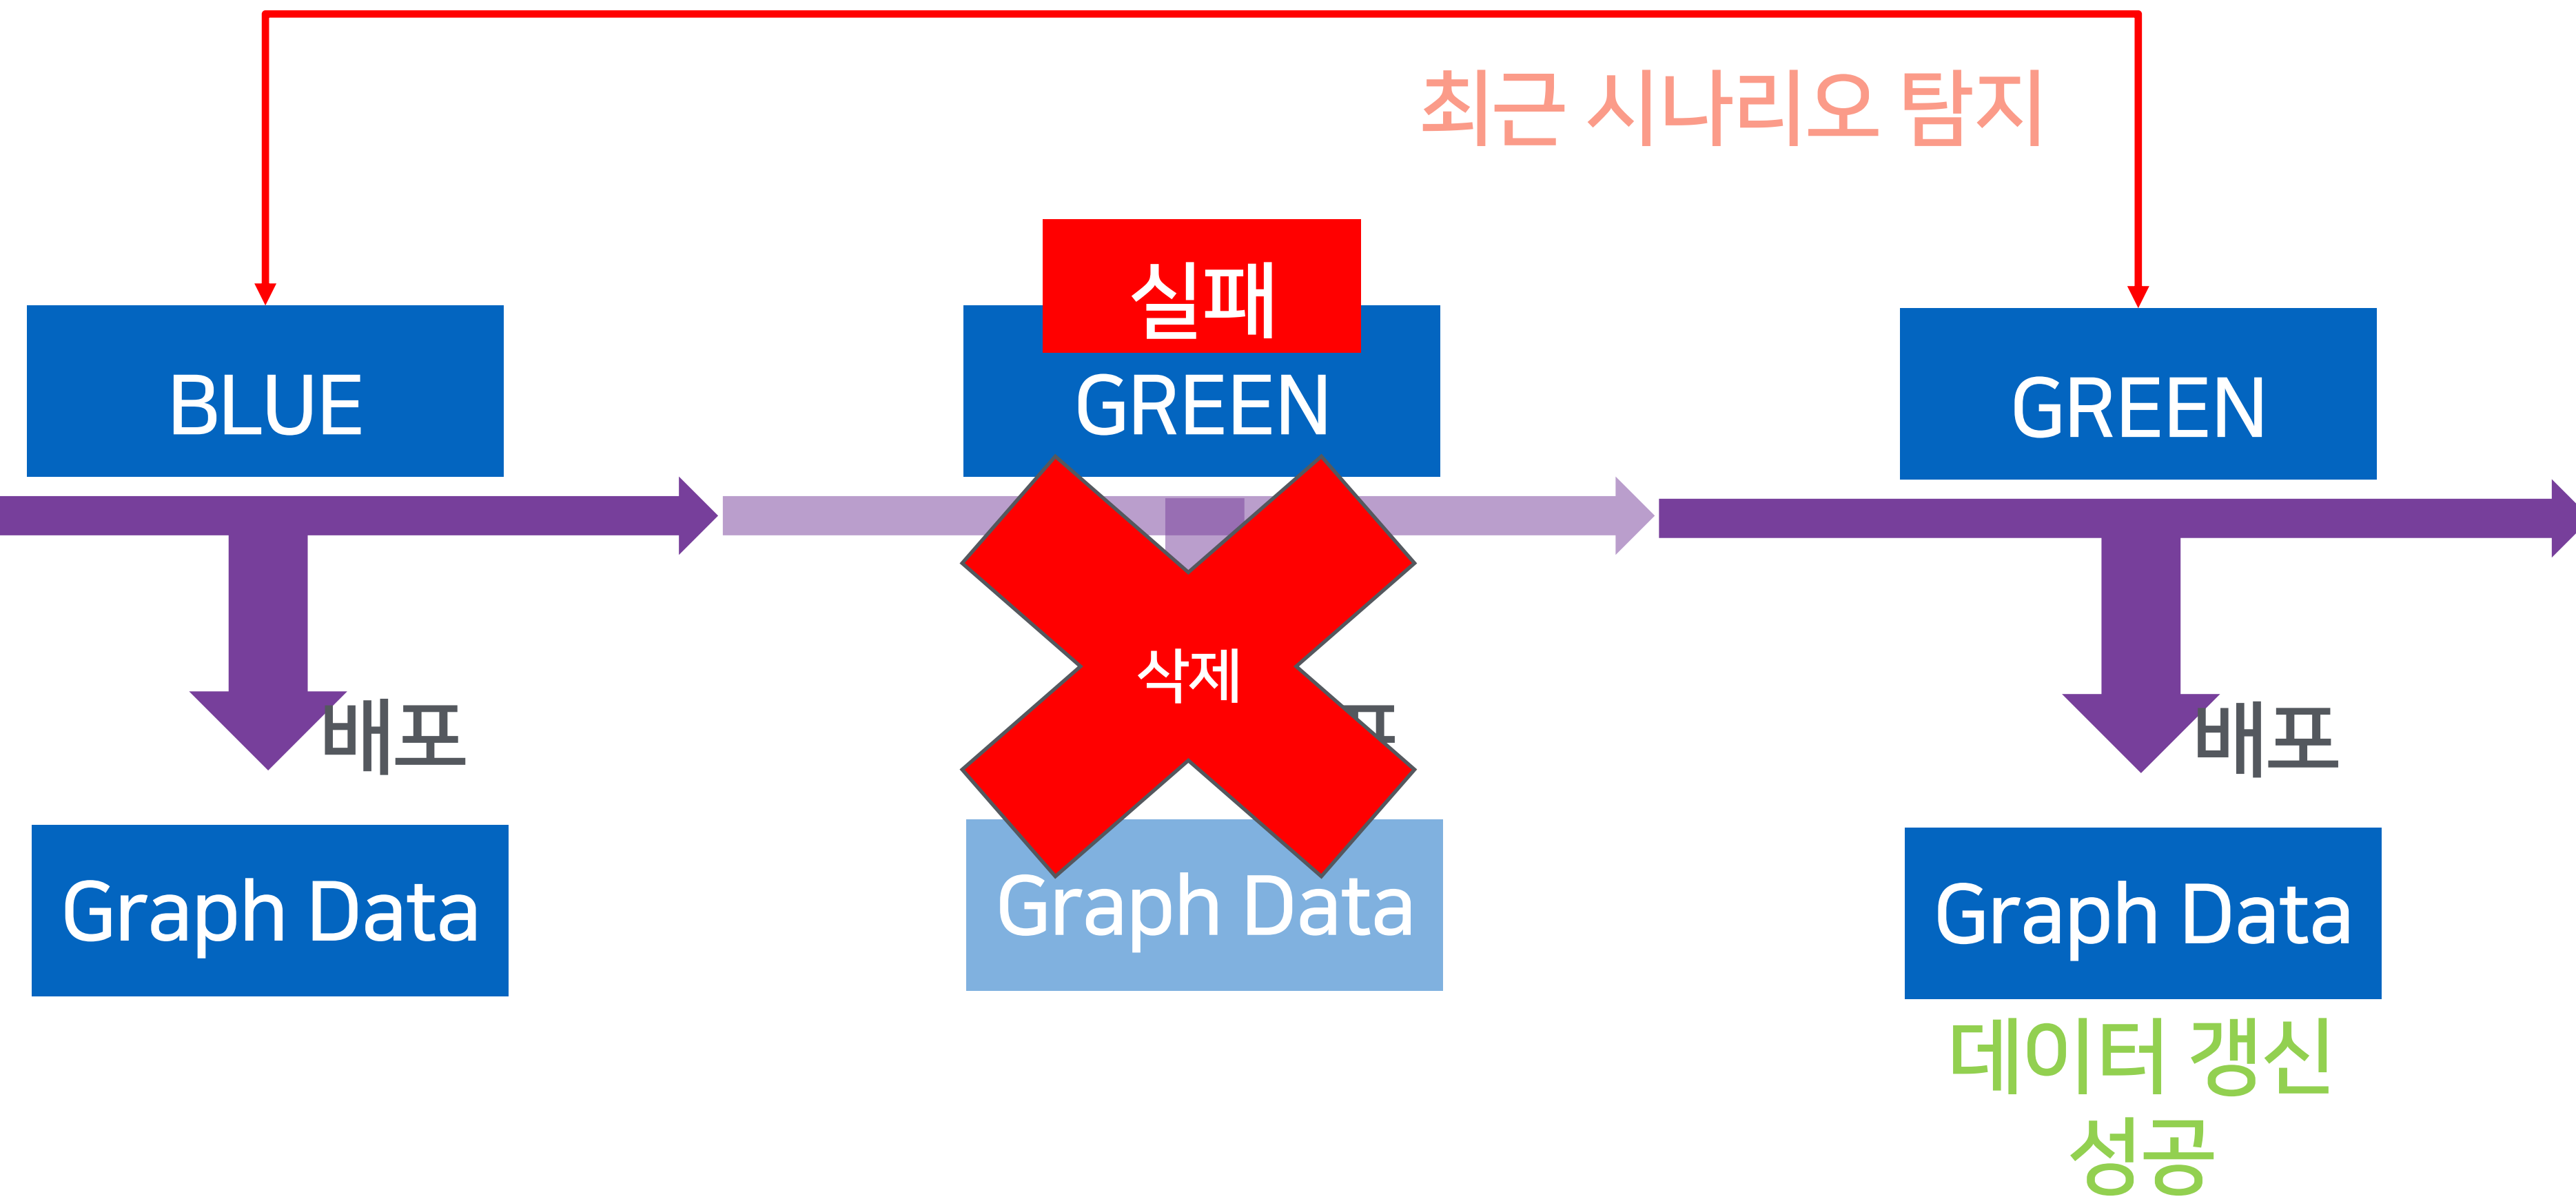 최근 시나리오 탐지
실패
BLUE
GREEN
GREEN
삭제
배포
배포
Graph Data
Graph Data
Graph Data
데이터 갱신
성공